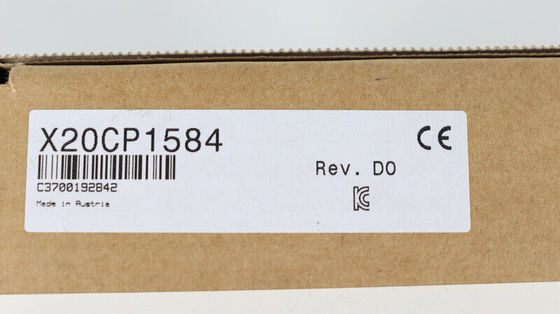 X20CP1584
CE
Rev. D0
C3700192842
Made in Austria